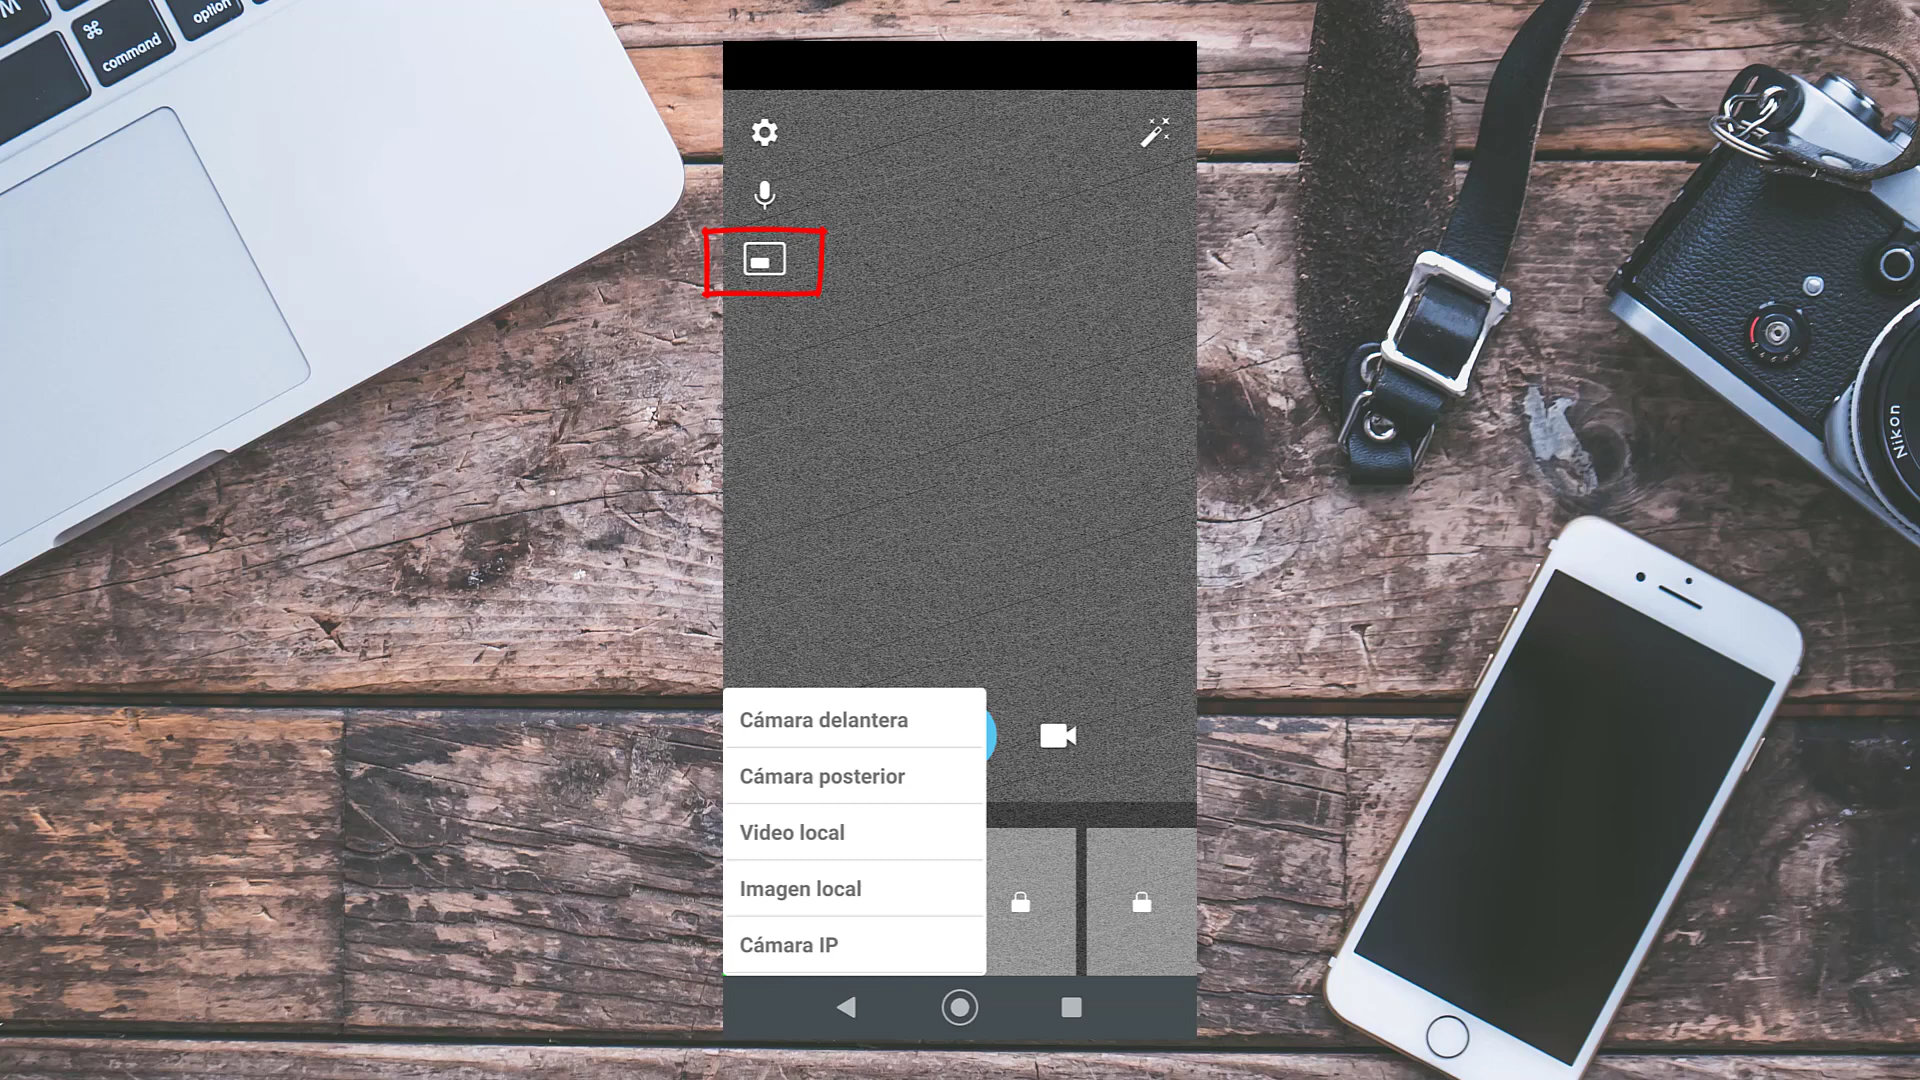 M
⌘
command
option
Nikon
Cámara delantera
Cámara posterior
Video local
Imagen local
Cámara IP